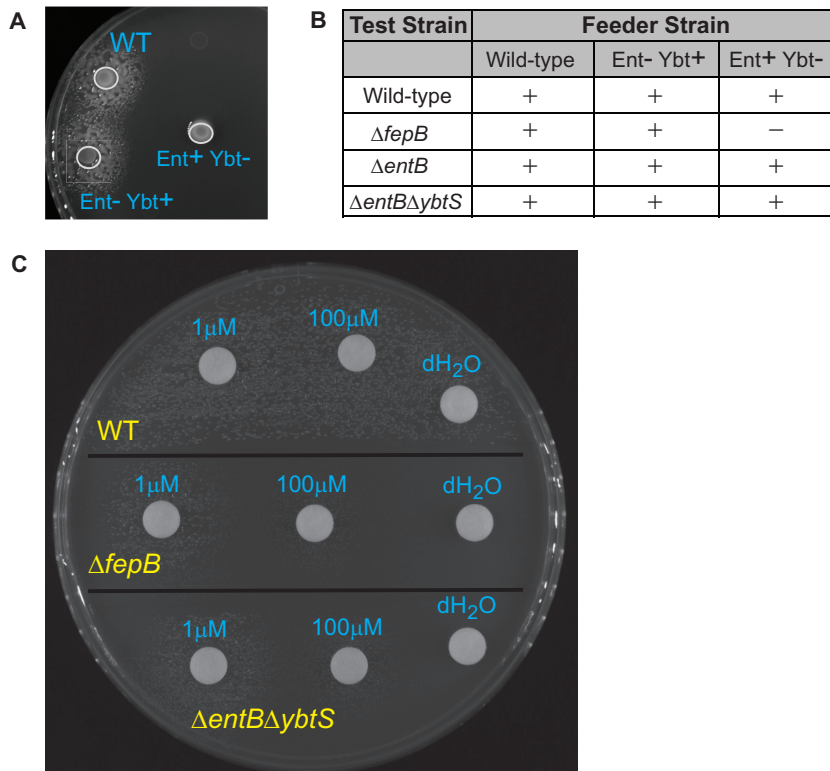 A
WT
Ent+ Ybt-
Ent- Ybt+
B
Test Strain Feeder Strain
Wild-type Ent- Ybt+ Ent+ Ybt-
Wild-type + + +
ΔfepB + + −
ΔentB + + +
ΔentBΔybtS + + +
C
1μM 100μM dH2O
WT
1μM 100μM dH2O
ΔfepB
1μM 100μM dH2O
ΔentBΔybtS